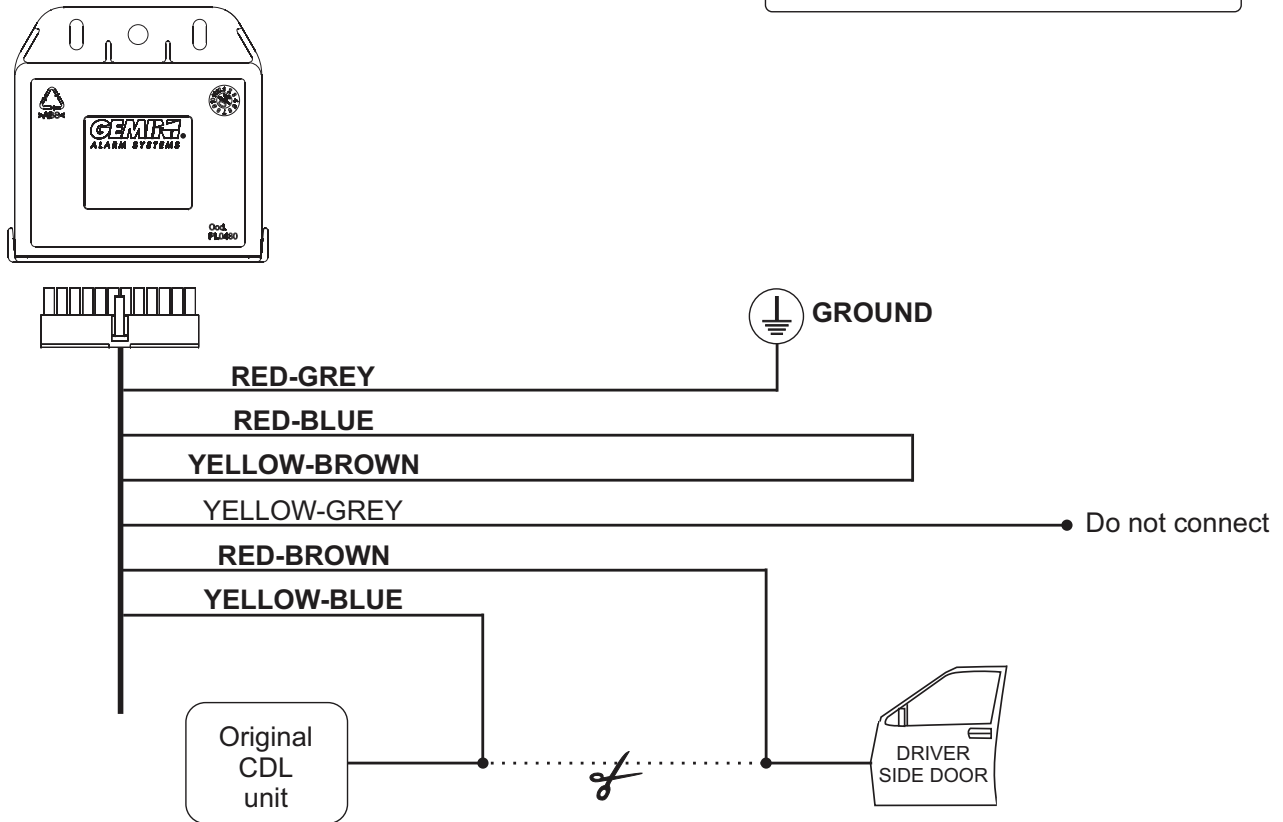 GEMINI.
ALARM SYSTEMS
>ABS<
Cod.
PL0480
GROUND
RED-GREY
RED-BLUE
YELLOW-BROWN
YELLOW-GREY
Do not connect
RED-BROWN
YELLOW-BLUE
Original
CDL
unit
DRIVER
SIDE DOOR